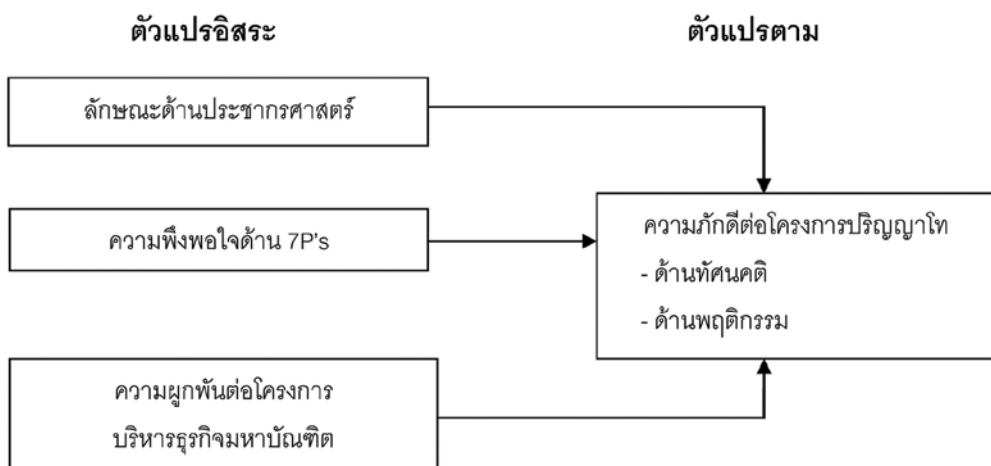 ตัวแปรอิสระ
ตัวแปรตาม
ลักษณะด้านประชากรศาสตร์
ความพึงพอใจด้าน 7P's
ความผูกพันต่อโครงการ
บริหารธุรกิจมหาบัณฑิต
ความภักดีต่อโครงการปริญญาโท
- ด้านทัศนคติ
- ด้านพฤติกรรม